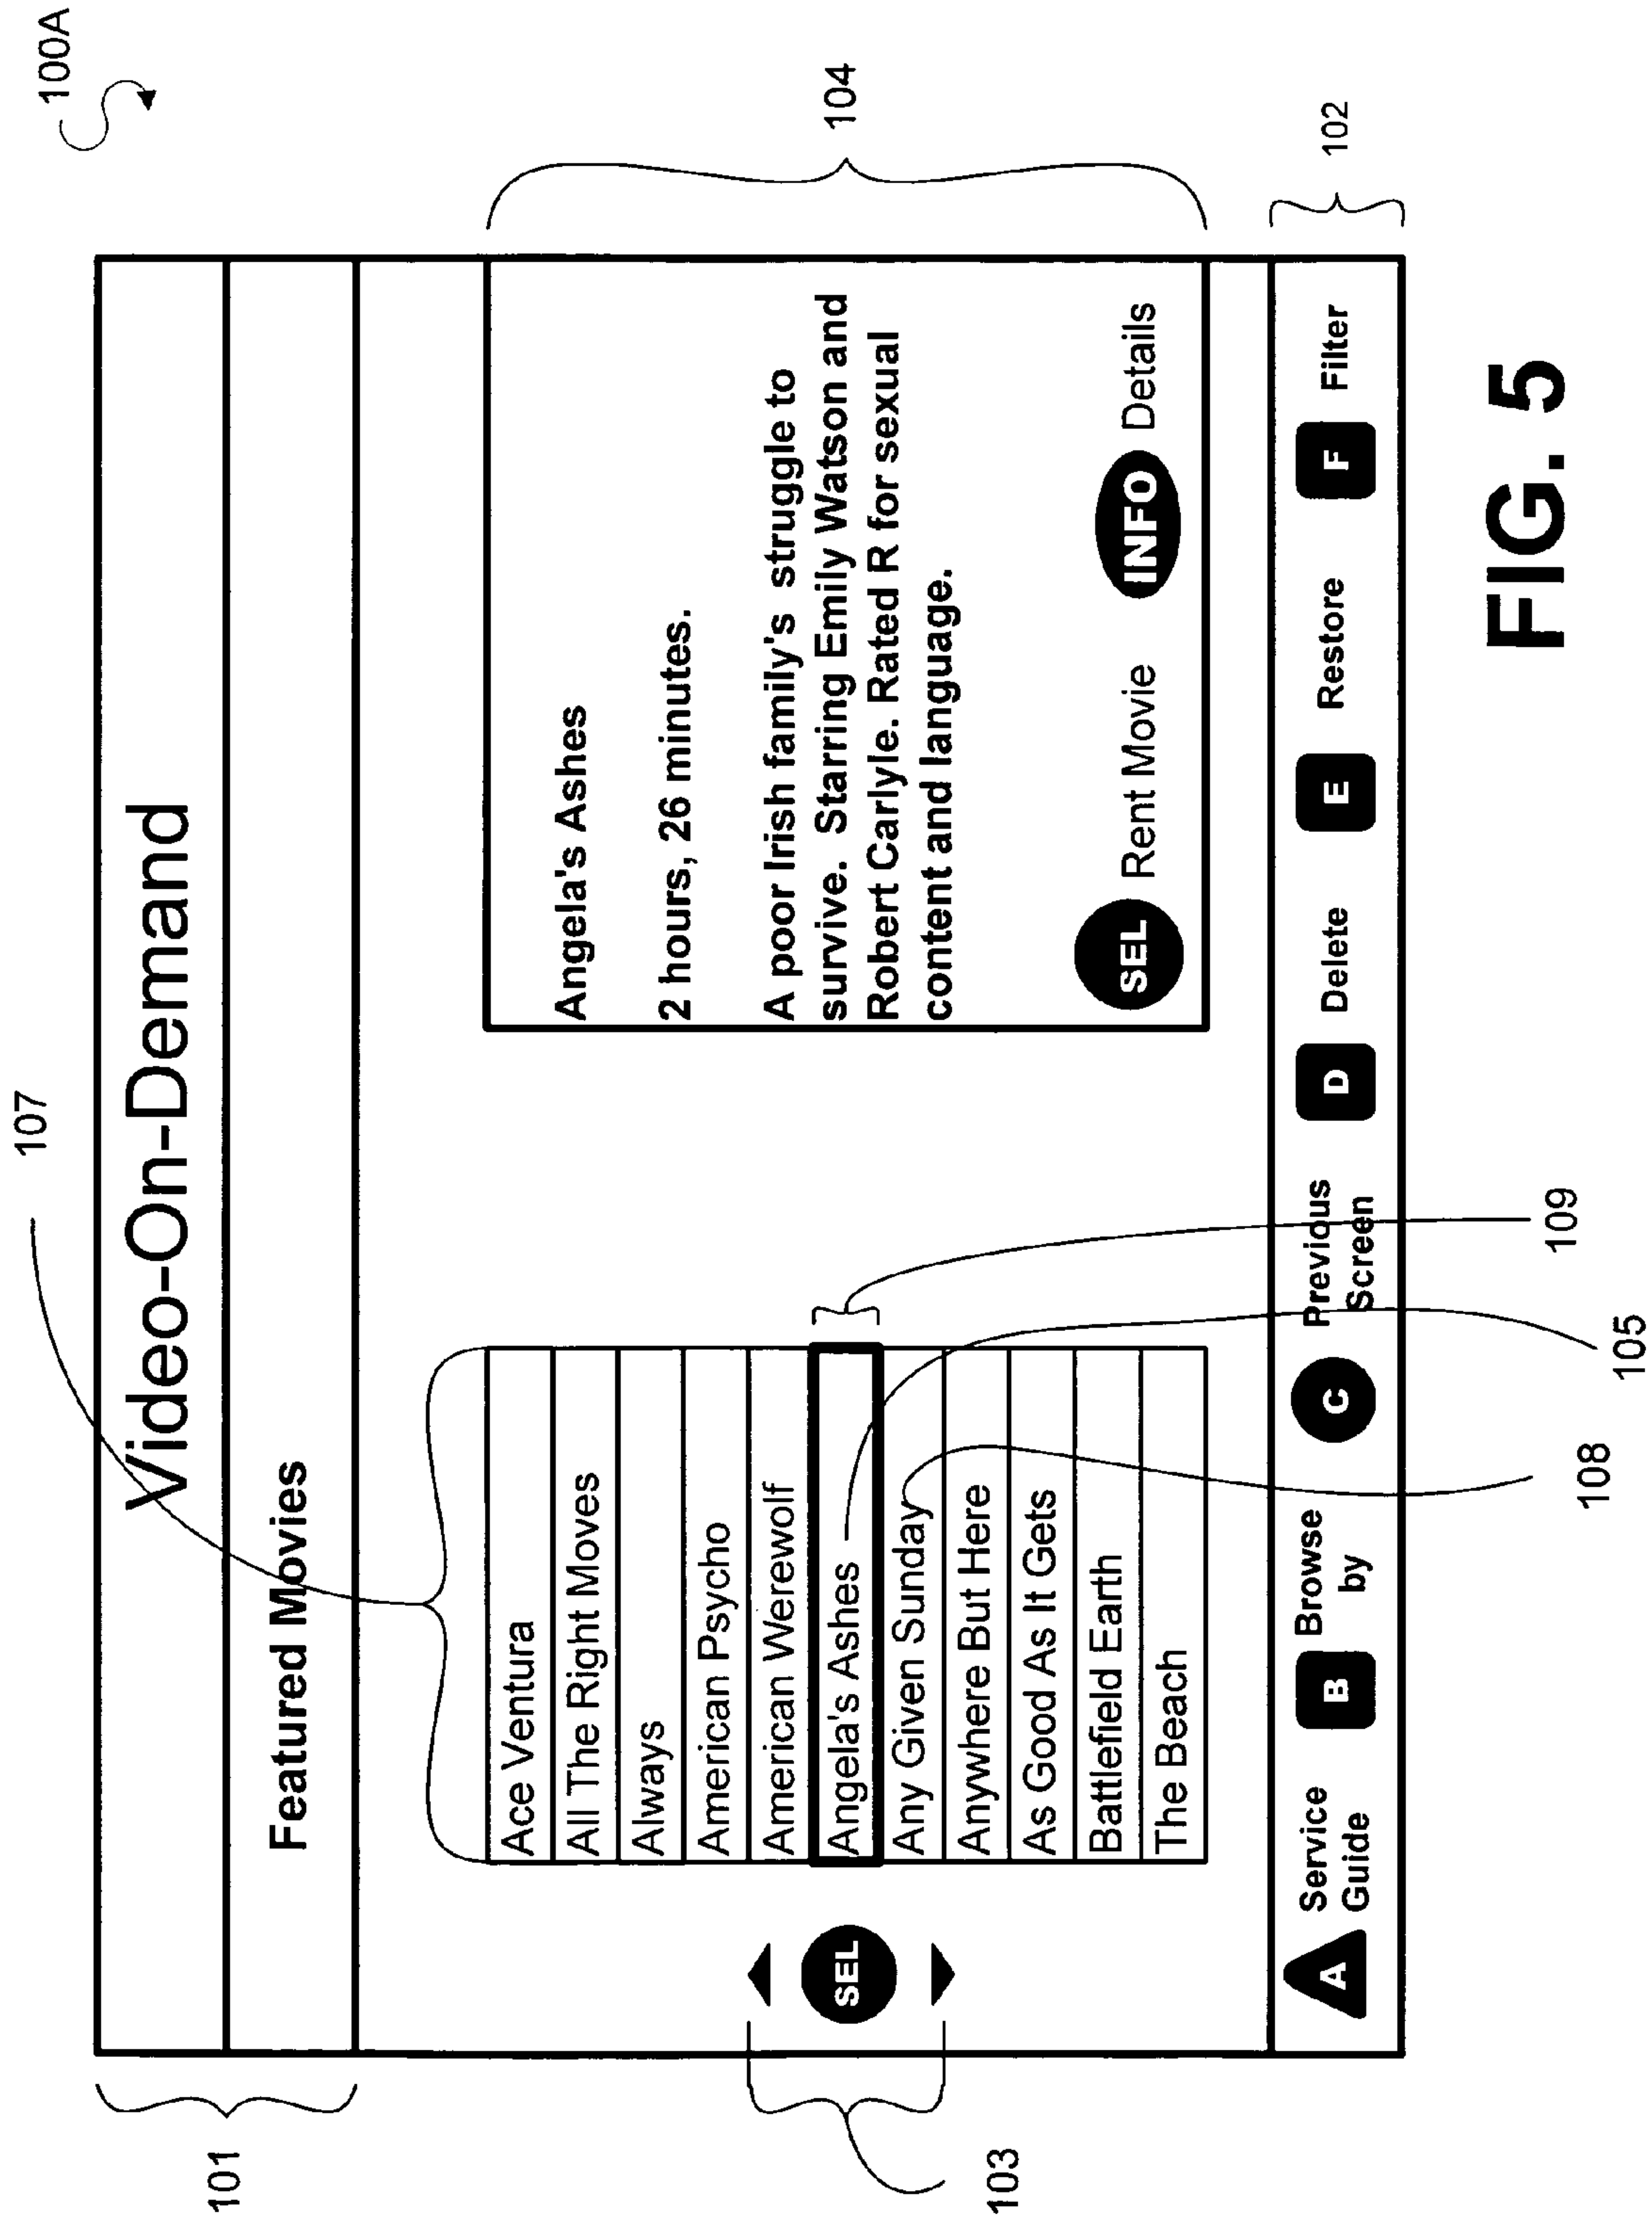 100A
107
Video-On-Demand
101
Featured Movies
Ace Ventura
All The Right Moves
Always
American Psycho
American Werewolf
Angela's Ashes
Any Given Sunday
Anywhere But Here
As Good As It Gets
Battlefield Earth
The Beach
SEL
103
109
Angela's Ashes
2 hours, 26 minutes.
A poor Irish family's struggle to
survive. Starring Emily Watson and
Robert Carlyle. Rated R for sexual
content and language.
SEL Rent Movie INFO Details
104
A Service
Guide
B Browse
by
C Previous
Screen
D Delete
E Restore
F Filter
102
109
105
108
FIG. 5